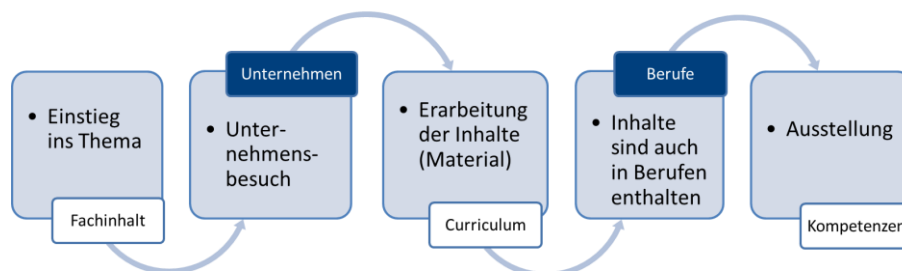 • Einstieg
ins Thema
Fachinhalt
Unternehmen
• Unter-
nehmens-
besuch
• Erarbeitung
der Inhalte
(Material)
Curriculum
Berufe
• Inhalte
sind auch
in Berufen
enthalten
• Ausstellung
Kompetenzen